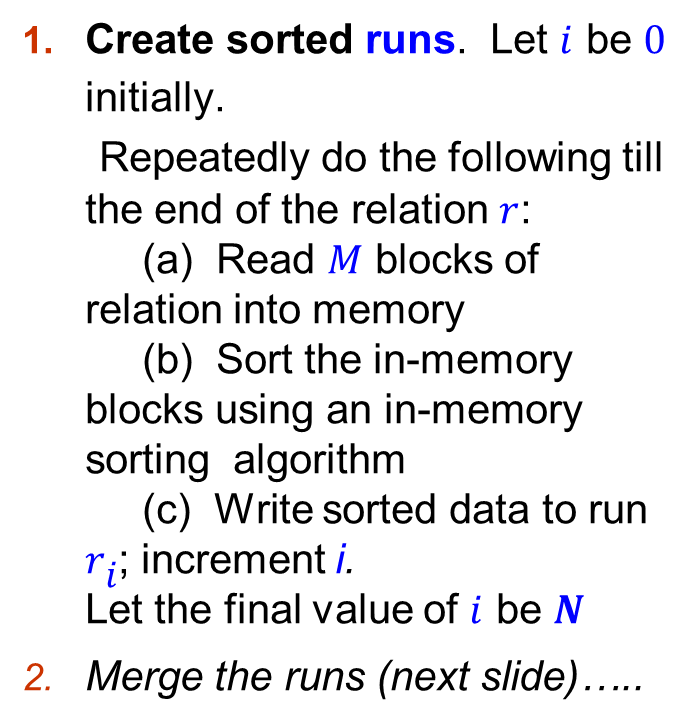 1. Create sorted runs. Let i be 0
initially.
Repeatedly do the following till
the end of the relation r:
(a) Read M blocks of
relation into memory
(b) Sort the in-memory
blocks using an in-memory
sorting algorithm
(c) Write sorted data to run
rᵢ; increment i.
Let the final value of i be N
2. Merge the runs (next slide)…..